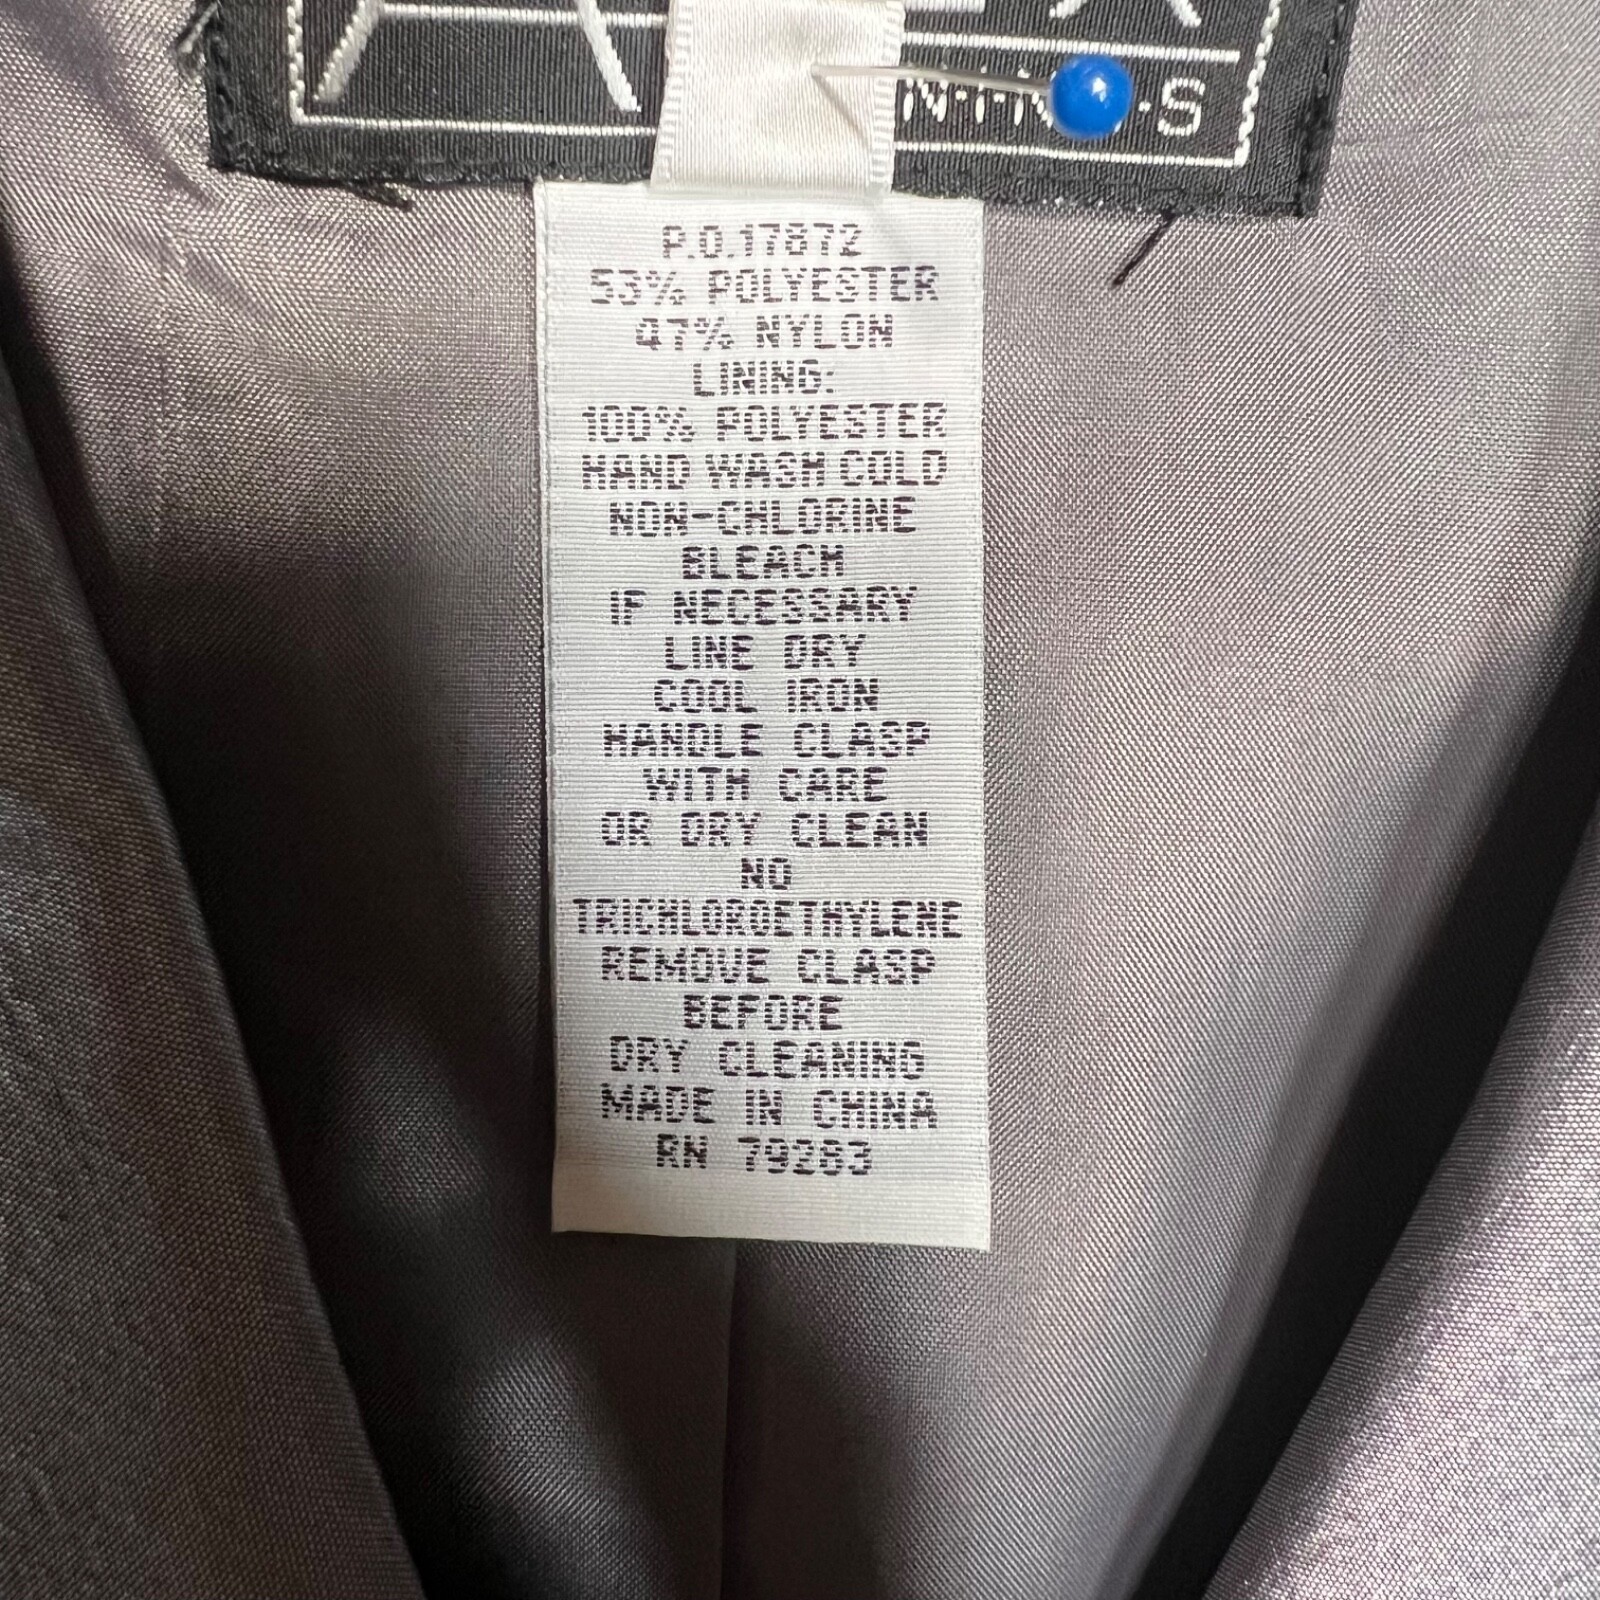 P.O.17872
53% POLYESTER
47% NYLON
LINING:
100% POLYESTER
HAND WASH COLD
NON-CHLORINE
BLEACH
IF NECESSARY
LINE DRY
COOL IRON
HANDLE CLASP
WITH CARE
OR DRY CLEAN
NO
TRICHLOROETHYLENE
REMOVE CLASP
BEFORE
DRY CLEANING
MADE IN CHINA
RN 79283